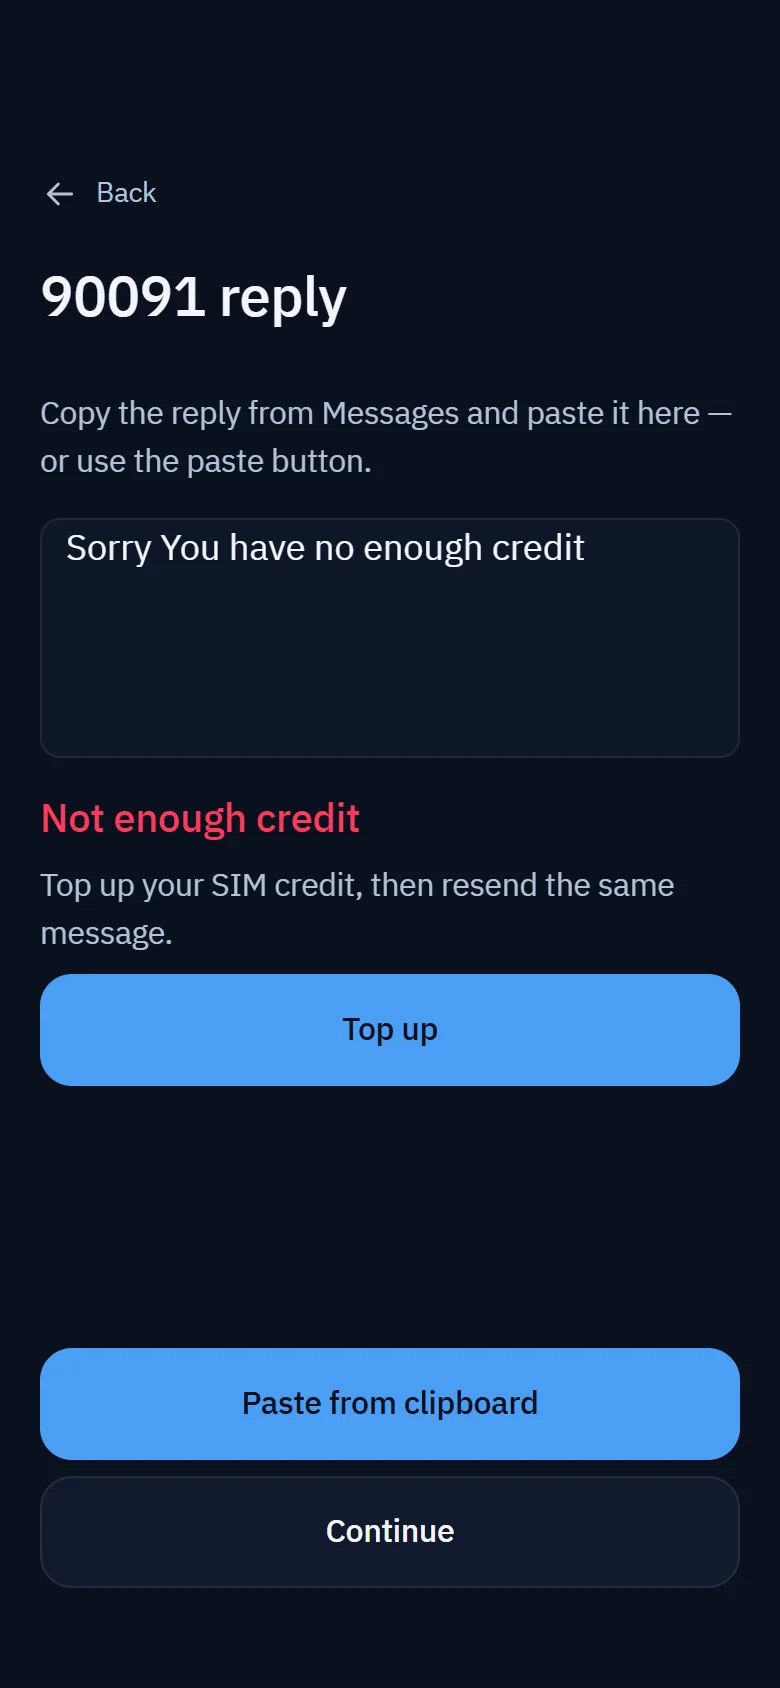 Back
90091 reply
Copy the reply from Messages and paste it here —
or use the paste button.
Sorry You have no enough credit
Not enough credit
Top up your SIM credit, then resend the same
message.
Top up
Paste from clipboard
Continue